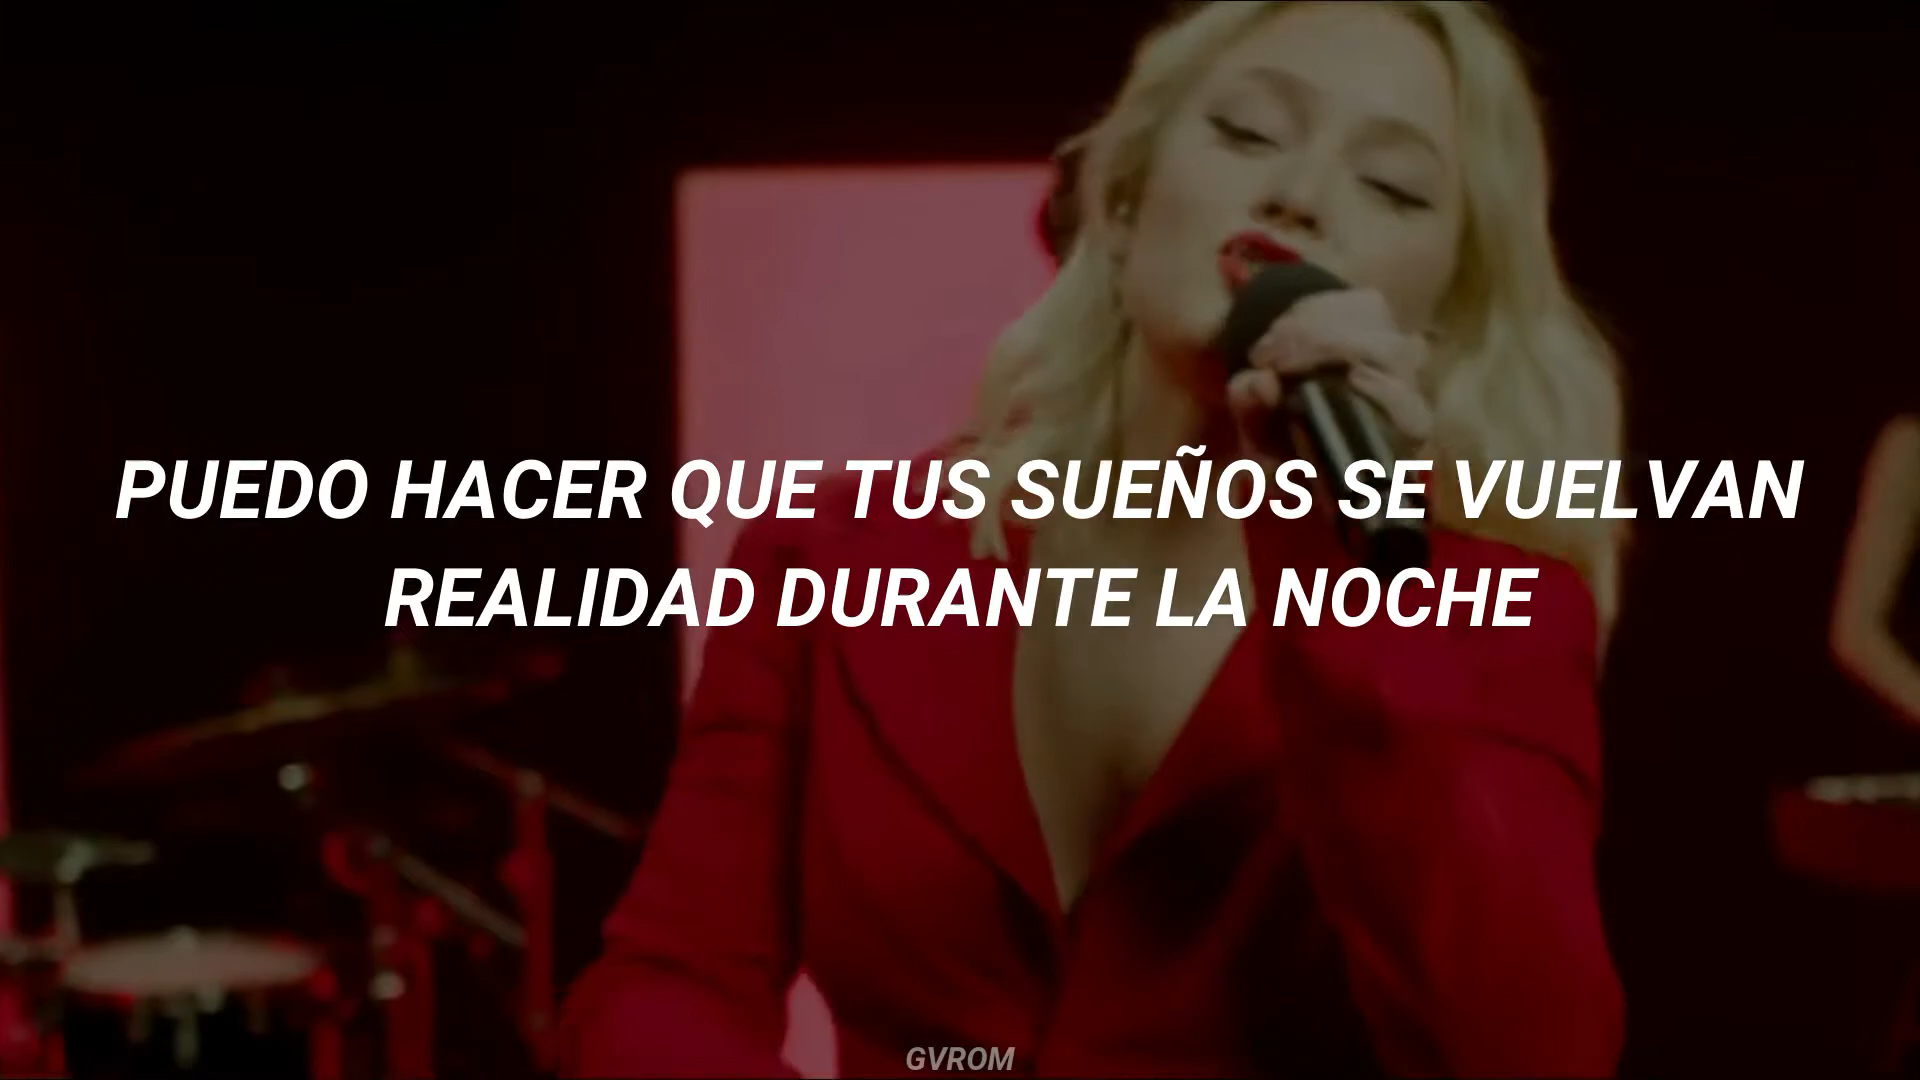 PUEDO HACER QUE TUS SUEÑOS SE VUELVAN
REALIDAD DURANTE LA NOCHE
GVROM